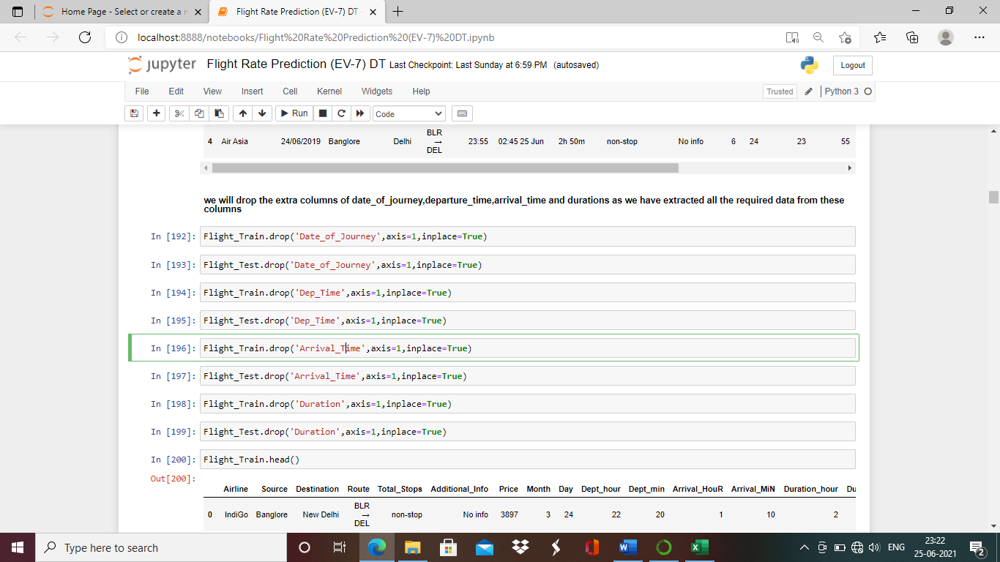 Home Page - Select or create a n
Flight Rate Prediction (EV-7) DT -
localhost:8888/notebooks/Flight%20Rate%20Prediction%20(EV-7)%20DT.ipynb
jupyter Flight Rate Prediction (EV-7) DT Last Checkpoint: Last Sunday at 6:59 PM (autosaved)
Logout
File Edit View Insert Cell Kernel Widgets Help
Trusted Python 3
Run Code
4 Air Asia 24/06/2019 Banglore Delhi BLR → DEL 23:55 02:45 25 Jun 2h 50m non-stop No info 6 24 23 55
we will drop the extra columns of date_of_journey,departure_time,arrival_time and durations as we have extracted all the required data from these
columns
In [192]: Flight_Train.drop('Date_of_Journey',axis=1,inplace=True)
In [193]: Flight_Test.drop('Date_of_Journey',axis=1,inplace=True)
In [194]: Flight_Train.drop('Dep_Time',axis=1,inplace=True)
In [195]: Flight_Test.drop('Dep_Time',axis=1,inplace=True)
In [196]: Flight_Train.drop('Arrival_Time',axis=1,inplace=True)
In [197]: Flight_Test.drop('Arrival_Time',axis=1,inplace=True)
In [198]: Flight_Train.drop('Duration',axis=1,inplace=True)
In [199]: Flight_Test.drop('Duration',axis=1,inplace=True)
In [200]: Flight_Train.head()
Out[200]:
Airline Source Destination Route Total_Stops Additional_Info Price Month Day Dept_hour Dept_min Arrival_HouR Arrival_MiN Duration_hour Du
0 IndiGo Banglore New Delhi BLR → DEL non-stop No info 3897 3 24 22 20 1 10 2
Type here to search
ENG
23:22
25-06-2021
2